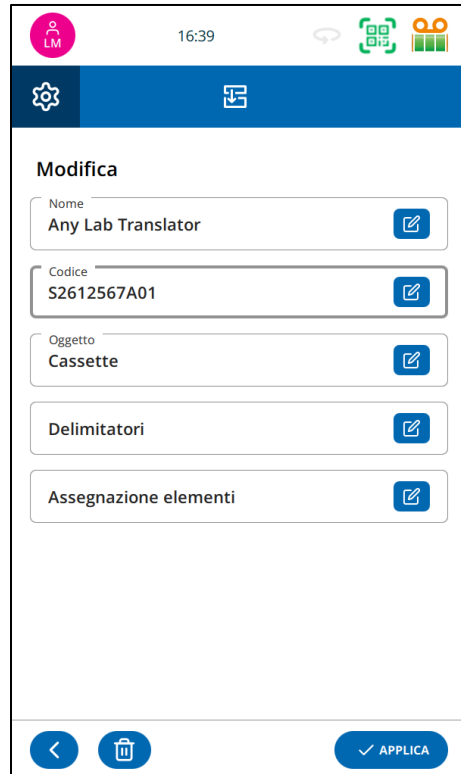 LM
16:39
Modifica
Nome
Any Lab Translator
Codice
S2612567A01
Oggetto
Cassette
Delimitatori
Assegnazione elementi
APPLICA